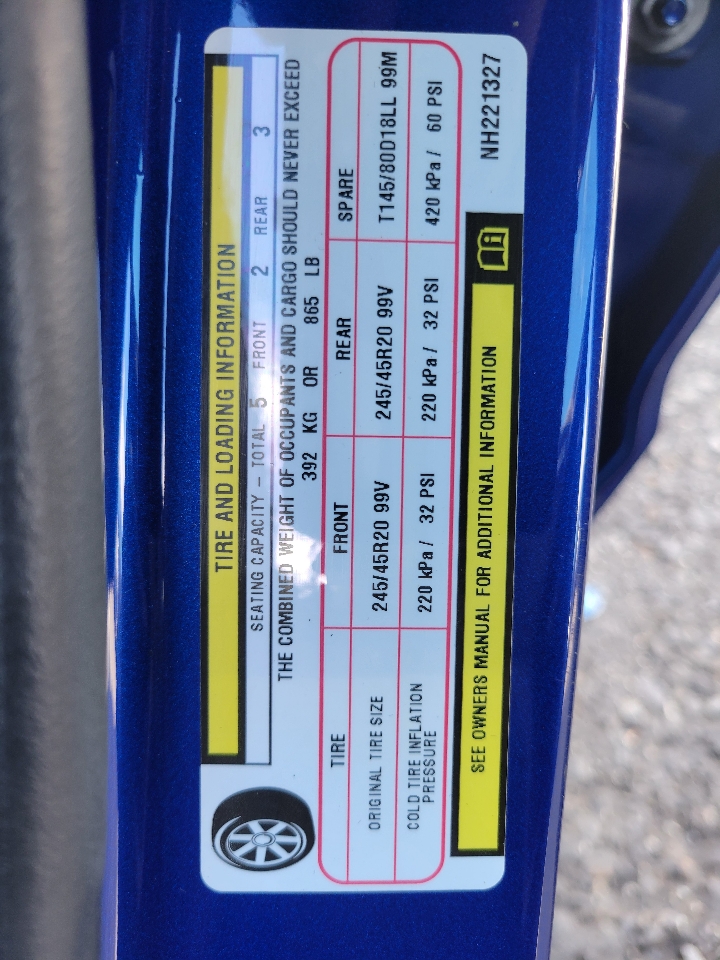 TIRE AND LOADING INFORMATION
SEATING CAPACITY - TOTAL 5 FRONT 2 REAR 3
THE COMBINED WEIGHT OF OCCUPANTS AND CARGO SHOULD NEVER EXCEED
392 KG OR 865 LB
TIRE FRONT REAR SPARE
ORIGINAL TIRE SIZE 245/45R20 99V 245/45R20 99V T145/80D18LL 99M
COLD TIRE INFLATION
PRESSURE 220 kPa / 32 PSI 220 kPa / 32 PSI 420 kPa / 60 PSI
SEE OWNERS MANUAL FOR ADDITIONAL INFORMATION
NH221327